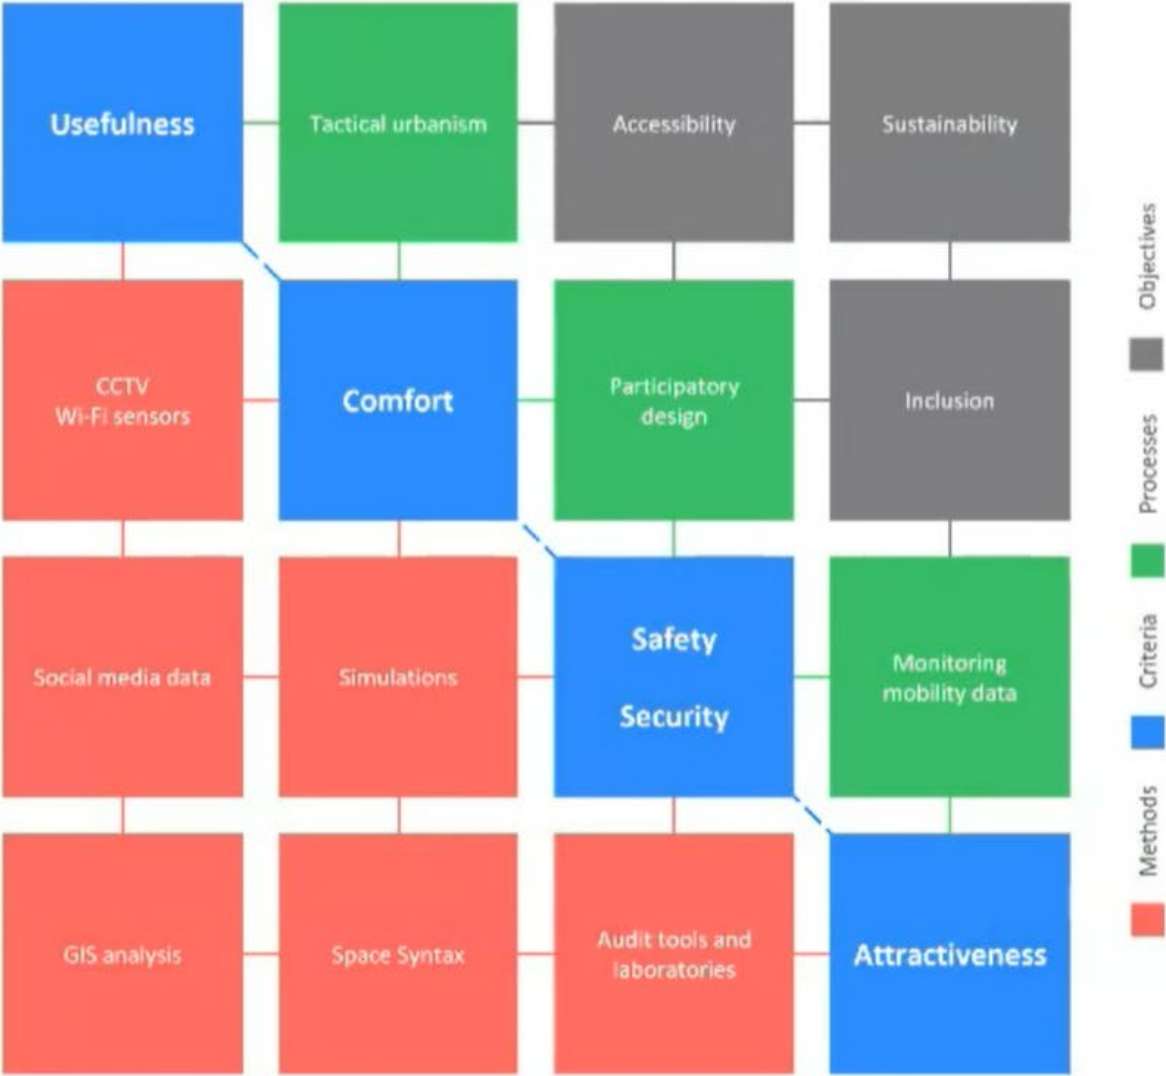 Usefulness
Tactical urbanism
Accessibility
Sustainability
CCTV
Wi-Fi sensors
Comfort
Participatory
design
Inclusion
Social media data
Simulations
Safety
Security
Monitoring
mobility data
GIS analysis
Space Syntax
Audit tools and
laboratories
Attractiveness
Objectives
Processes
Criteria
Methods